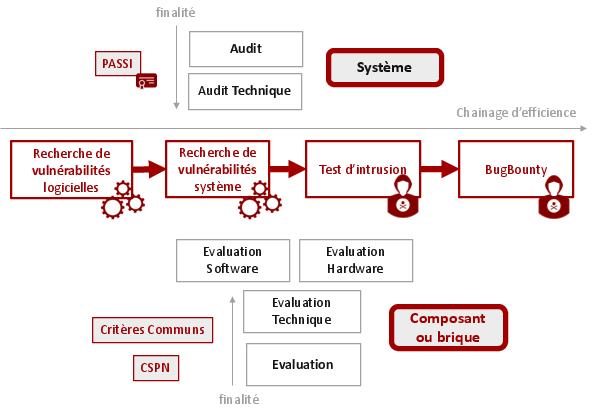 finalité
Audit
PASSI
Système
Audit Technique
Chainage d’efficience
Recherche de
vulnérabilités
logicielles
Recherche de
vulnérabilités
système
Test d’intrusion
BugBounty
Evaluation
Software
Evaluation
Hardware
Evaluation
Technique
Composant
ou brique
Critères Communs
CSPN
Evaluation
finalité